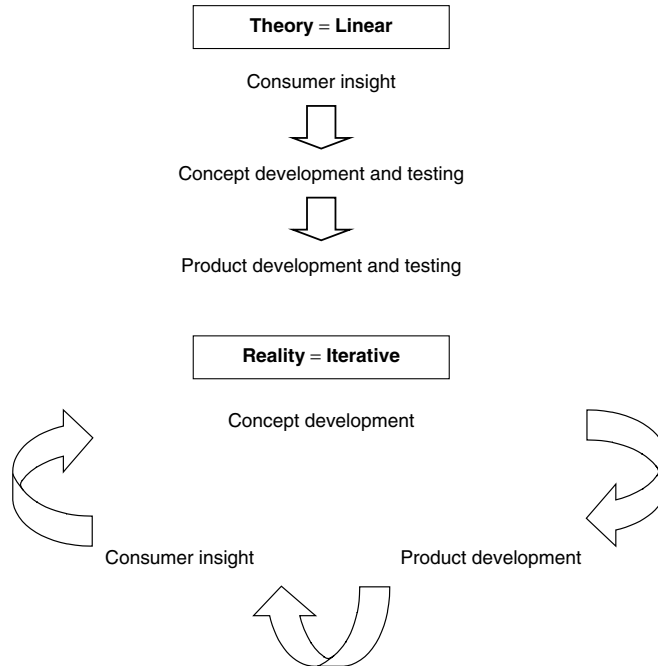 Theory = Linear
Consumer insight
Concept development and testing
Product development and testing
Reality = Iterative
Concept development
Consumer insight
Product development